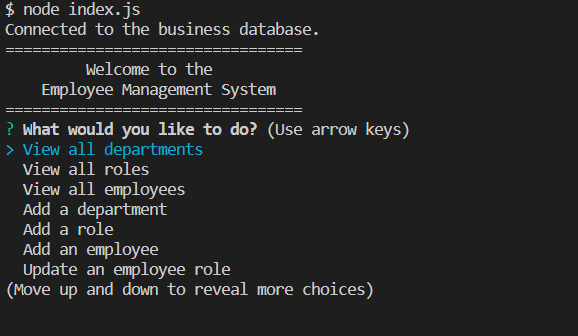 $ node index.js
Connected to the business database.
=================================
Welcome to the
Employee Management System
=================================
? What would you like to do? (Use arrow keys)
> View all departments
View all roles
View all employees
Add a department
Add a role
Add an employee
Update an employee role
(Move up and down to reveal more choices)